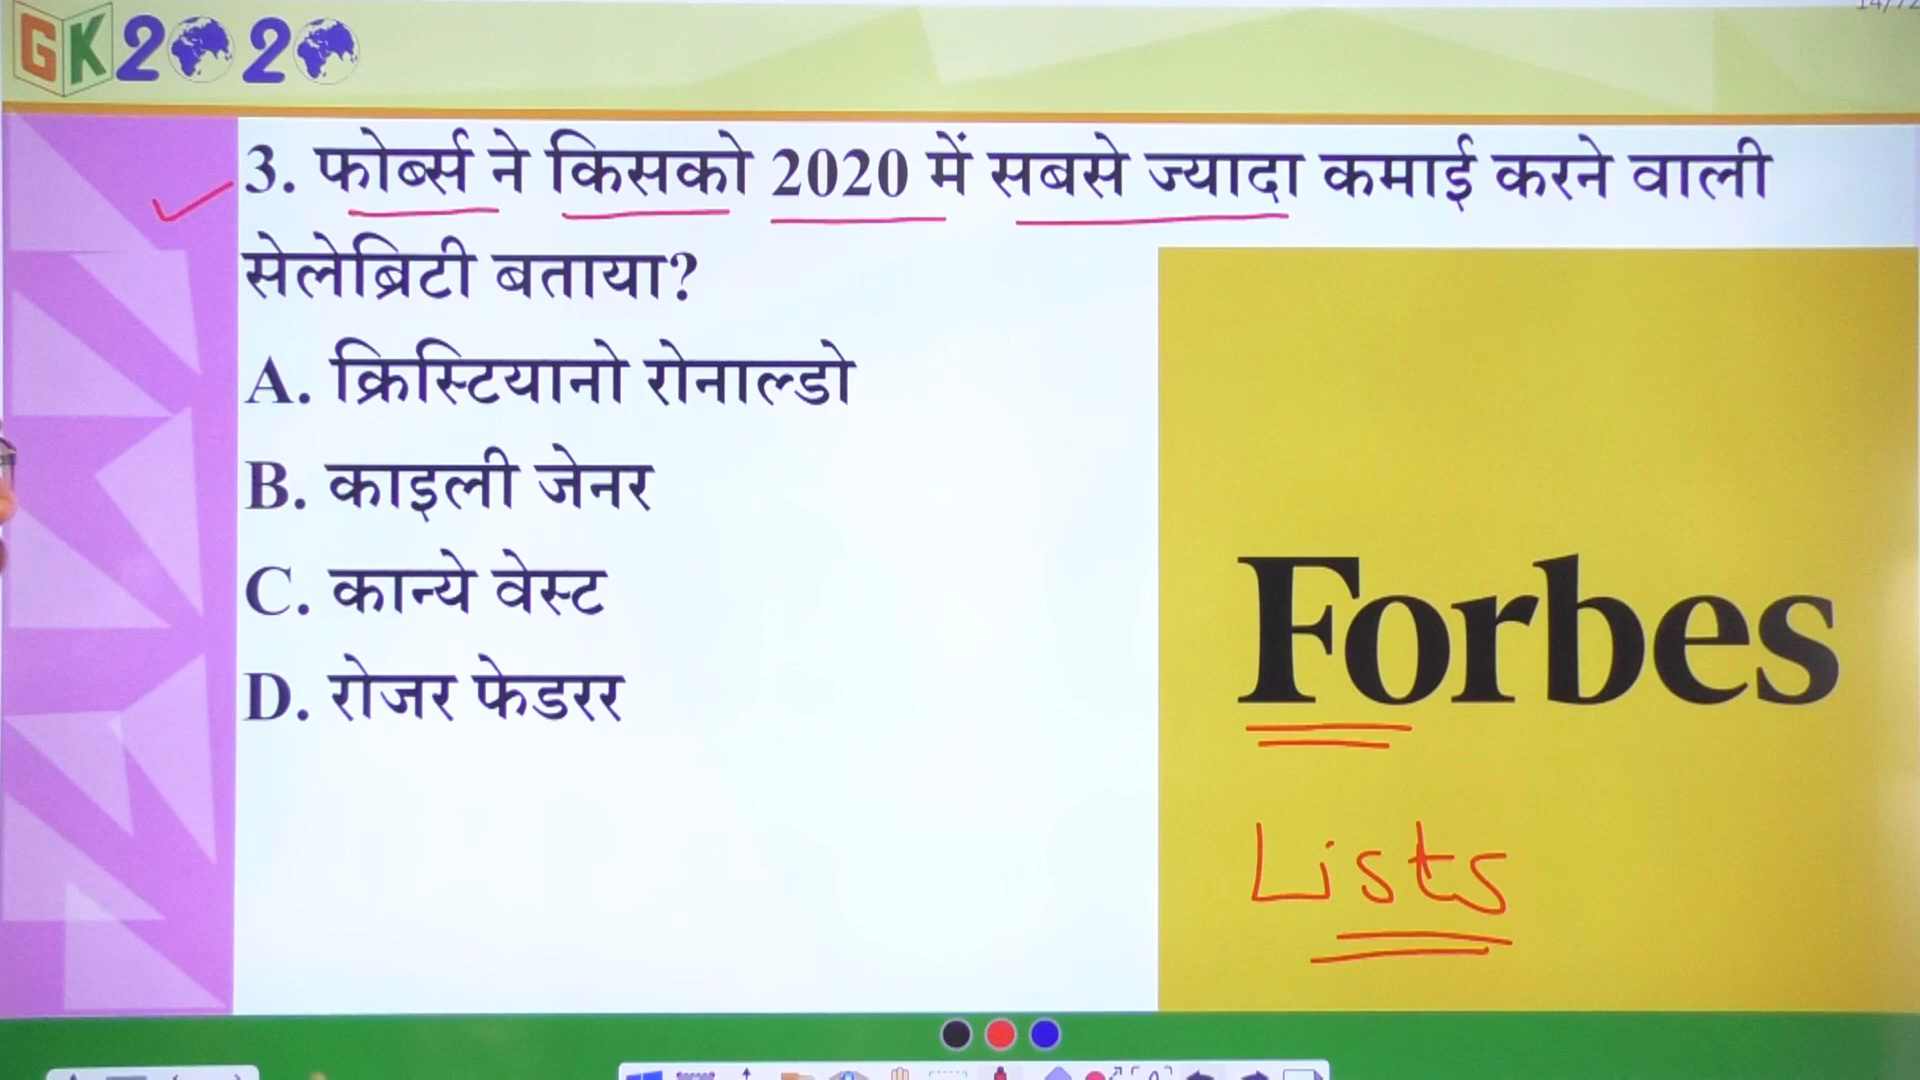 GK2020
3. फोर्ब्स ने किसको 2020 में सबसे ज्यादा कमाई करने वाली
सेलेब्रिटी बताया?
A. क्रिस्टियानो रोनाल्डो
B. काइली जेनर
C. कान्ये वेस्ट
D. रोजर फेडरर
Forbes
Lists